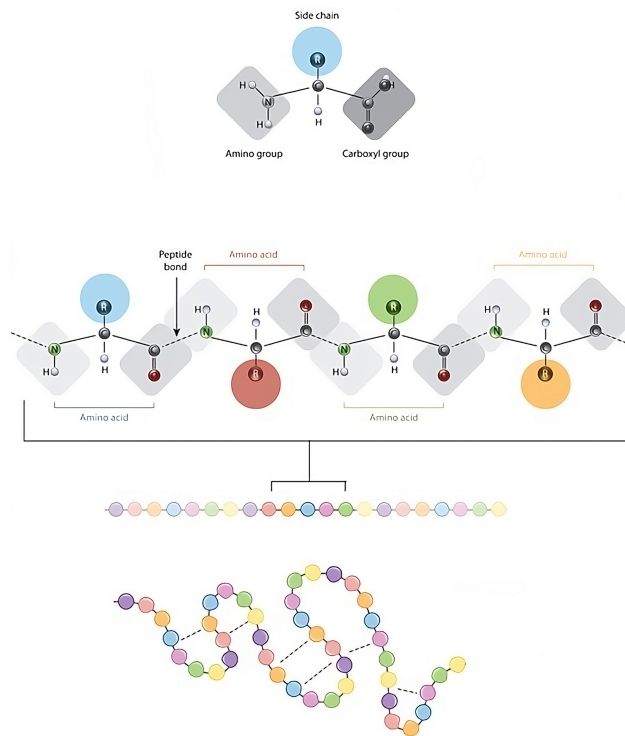 Side chain
R
H
N
C
H
H
H
C
Amino group
Carboxyl group
Peptide
bond
Amino acid
Amino acid
H
R
H
R
N
C
C
N
C
C
N
C
C
N
C
C
H
H
R
H
H
R
Amino acid
Amino acid